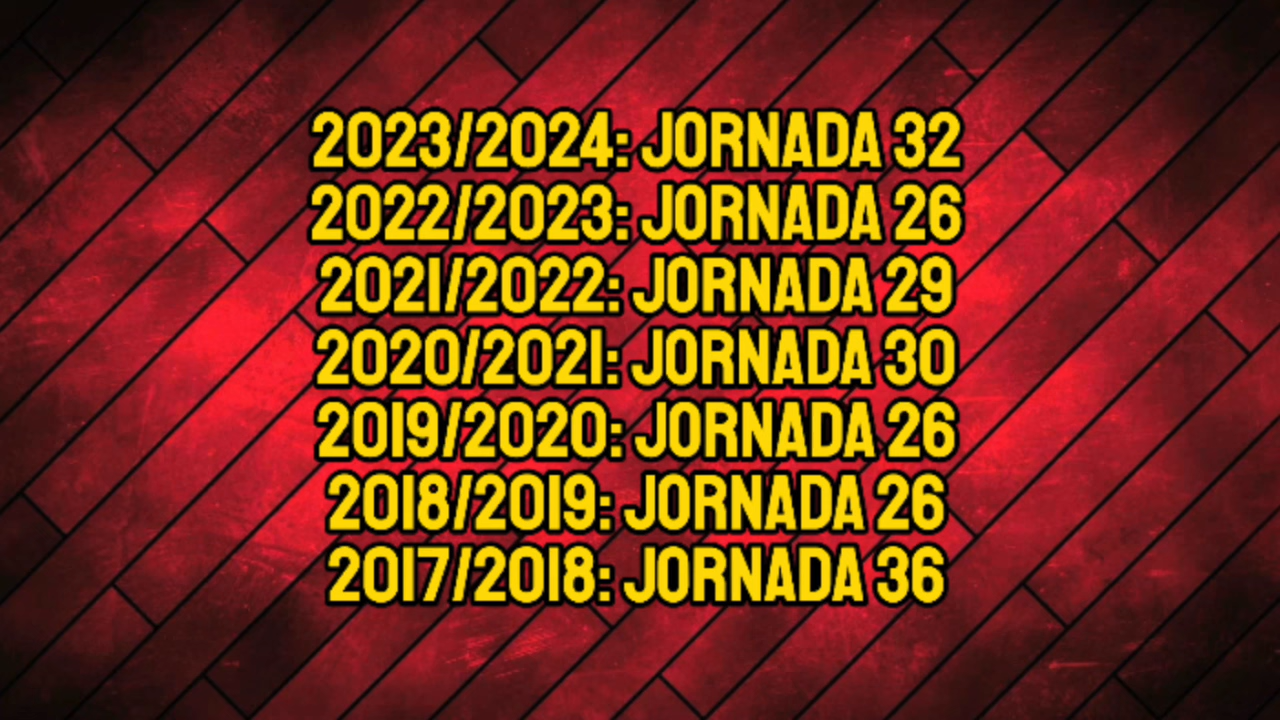 2023/2024: JORNADA 32
2022/2023: JORNADA 26
2021/2022: JORNADA 29
2020/2021: JORNADA 30
2019/2020: JORNADA 26
2018/2019: JORNADA 26
2017/2018: JORNADA 36